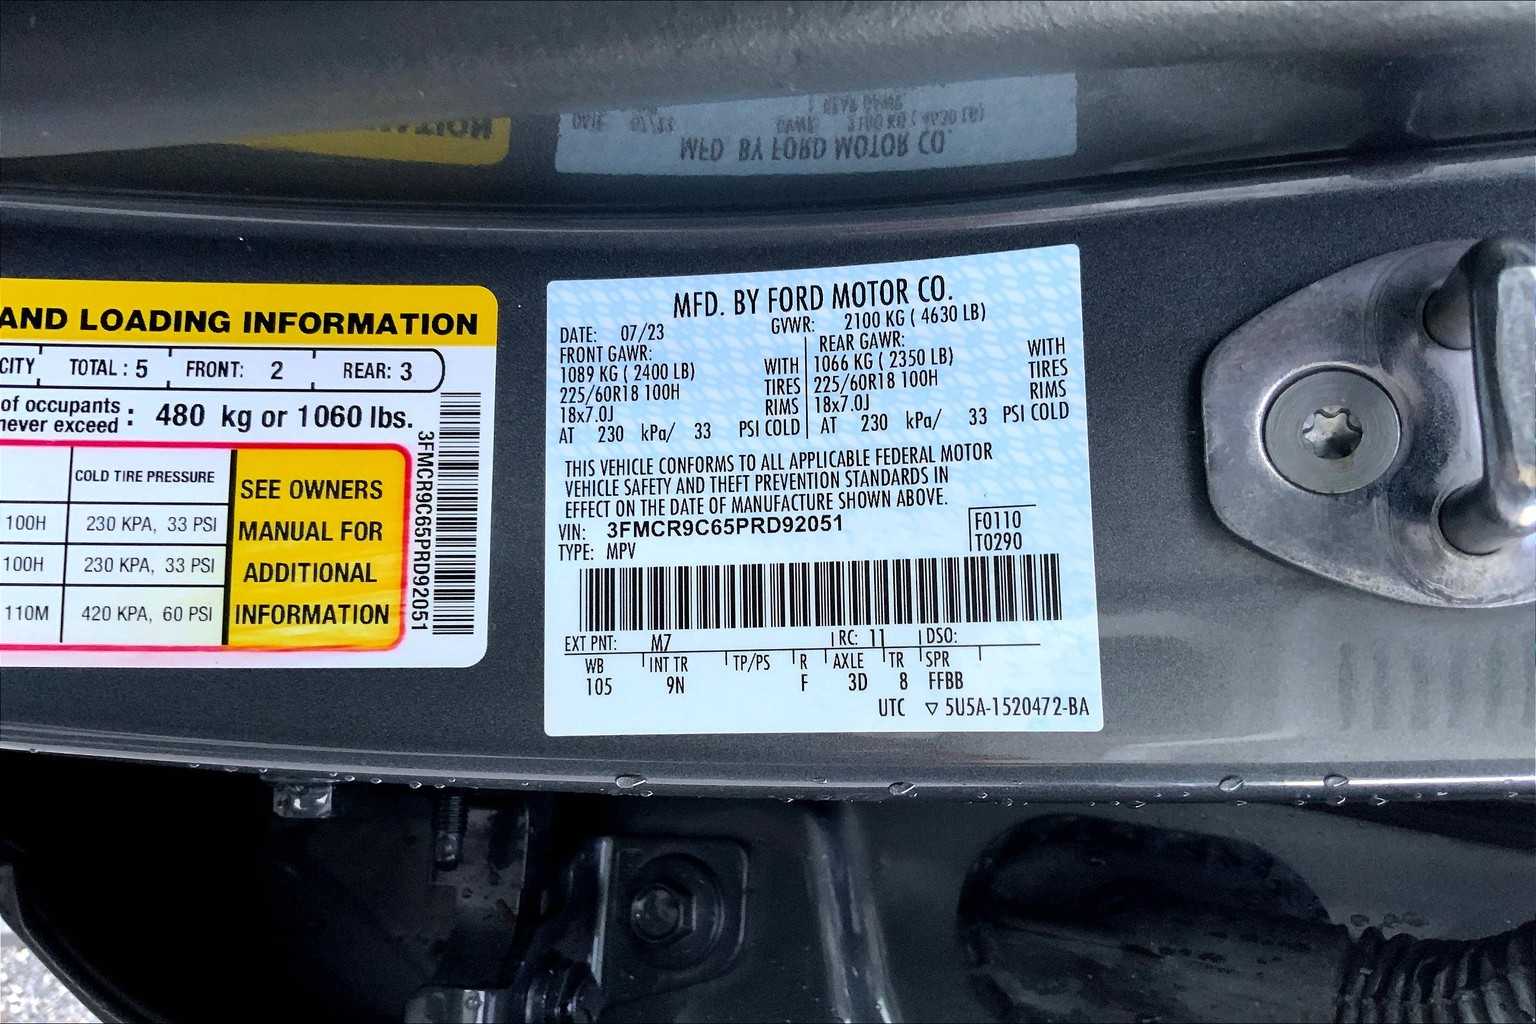 AND LOADING INFORMATION
CITY TOTAL : 5 FRONT: 2 REAR: 3
of occupants
never exceed : 480 kg or 1060 lbs.
COLD TIRE PRESSURE
100H 230 KPA, 33 PSI
100H 230 KPA, 33 PSI
110M 420 KPA, 60 PSI
SEE OWNERS
MANUAL FOR
ADDITIONAL
INFORMATION
3FMCR9C65PRD92051
MFD. BY FORD MOTOR CO.
DATE: 07/23 GVWR: 2100 KG ( 4630 LB)
FRONT GAWR:
1089 KG ( 2400 LB) WITH
225/60R18 100H TIRES
18x7.0J RIMS
AT 230 kPa/ 33 PSI COLD
REAR GAWR:
1066 KG ( 2350 LB) WITH
225/60R18 100H TIRES
18x7.0J RIMS
AT 230 kPa/ 33 PSI COLD
THIS VEHICLE CONFORMS TO ALL APPLICABLE FEDERAL MOTOR
VEHICLE SAFETY AND THEFT PREVENTION STANDARDS IN
EFFECT ON THE DATE OF MANUFACTURE SHOWN ABOVE.
VIN: 3FMCR9C65PRD92051
TYPE: MPV
F0110
T0290
EXT PNT: M7 RC: 11 DSO:
WB INT TR TP/PS R AXLE TR SPR
105 9N F 3D 8 FFBB
UTC ▽ 5U5A-1520472-BA